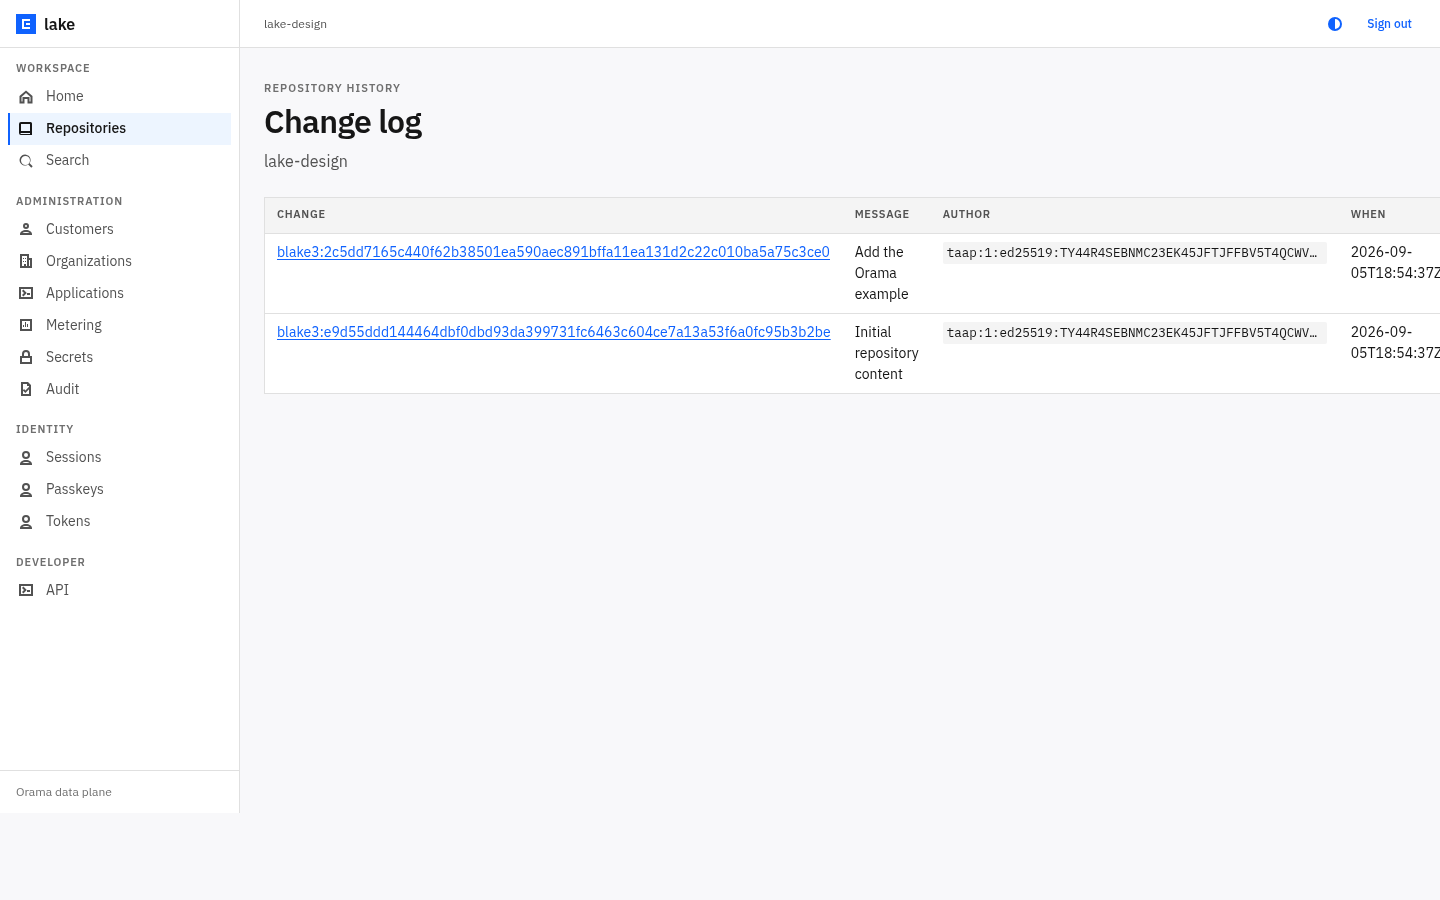 lake
lake-design
Sign out
WORKSPACE
Home
Repositories
Search
ADMINISTRATION
Customers
Organizations
Applications
Metering
Secrets
Audit
IDENTITY
Sessions
Passkeys
Tokens
DEVELOPER
API
Orama data plane
REPOSITORY HISTORY
Change log
lake-design
CHANGE MESSAGE AUTHOR WHEN
blake3:2c5dd7165c440f62b38501ea590aec891bffa11ea131d2c22c010ba5a75c3ce0
Add the
Orama
example
taap:1:ed25519:TY44R4SEBNMC23EK45JFTJFFBV5T4QCWV…
2026-09-
05T18:54:37Z
blake3:e9d55ddd144464dbf0dbd93da399731fc6463c604ce7a13a53f6a0fc95b3b2be
Initial
repository
content
taap:1:ed25519:TY44R4SEBNMC23EK45JFTJFFBV5T4QCWV…
2026-09-
05T18:54:37Z